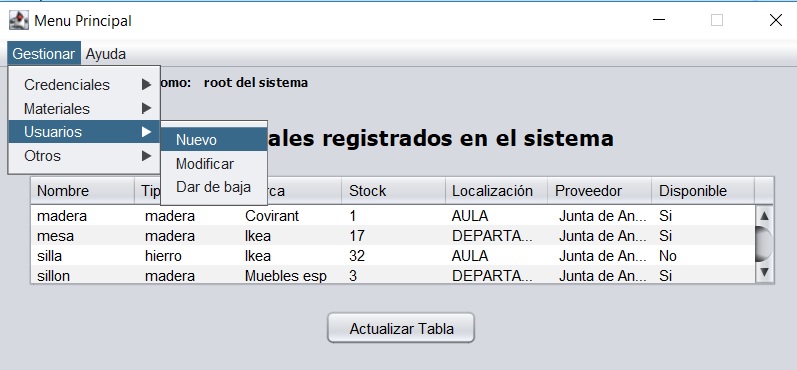 Menu Principal
Gestionar Ayuda
Credenciales
Materiales
Usuarios
Otros
Nuevo
Modificar
Dar de baja
omo: root del sistema
ales registrados en el sistema
Nombre Tip rca Stock Localización Proveedor Disponible
madera madera Covirant 1 AULA Junta de An... Si
mesa madera Ikea 17 DEPARTA... Junta de An... Si
silla hierro Ikea 32 AULA Junta de An... No
sillon madera Muebles esp 3 DEPARTA... Junta de An... Si
Actualizar Tabla